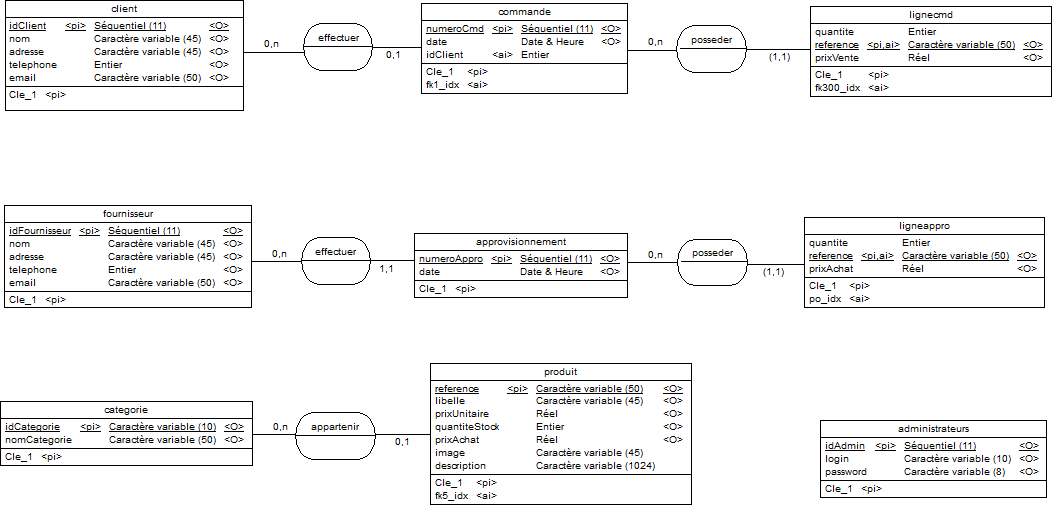 client
idClient <pi> Séquentiel (11) <O>
nom Caractère variable (45) <O>
adresse Caractère variable (45) <O>
telephone Entier <O>
email Caractère variable (50) <O>
Cle_1 <pi>
0,n
effectuer
0,1
commande
numeroCmd <pi> Séquentiel (11) <O>
date Date & Heure <O>
idClient <ai> Entier
Cle_1 <pi>
fk1_idx <ai>
0,n
posseder
(1,1)
lignecmd
quantite Entier
reference <pi,ai> Caractère variable (50) <O>
prixVente Réel <O>
Cle_1 <pi>
fk300_idx <ai>
fournisseur
idFournisseur <pi> Séquentiel (11) <O>
nom Caractère variable (45) <O>
adresse Caractère variable (45) <O>
telephone Entier <O>
email Caractère variable (50) <O>
Cle_1 <pi>
0,n
effectuer
1,1
approvisionnement
numeroAppro <pi> Séquentiel (11) <O>
date Date & Heure <O>
Cle_1 <pi>
0,n
posseder
(1,1)
ligneappro
quantite Entier
reference <pi,ai> Caractère variable (50) <O>
prixAchat Réel <O>
Cle_1 <pi>
po_idx <ai>
categorie
idCategorie <pi> Caractère variable (10) <O>
nomCategorie Caractère variable (50) <O>
Cle_1 <pi>
0,n
appartenir
0,1
produit
reference <pi> Caractère variable (50) <O>
libelle Caractère variable (45) <O>
prixUnitaire Réel <O>
quantiteStock Entier <O>
prixAchat Réel <O>
image Caractère variable (45)
description Caractère variable (1024)
Cle_1 <pi>
fk5_idx <ai>
administrateurs
idAdmin <pi> Séquentiel (11) <O>
login Caractère variable (10) <O>
password Caractère variable (8) <O>
Cle_1 <pi>